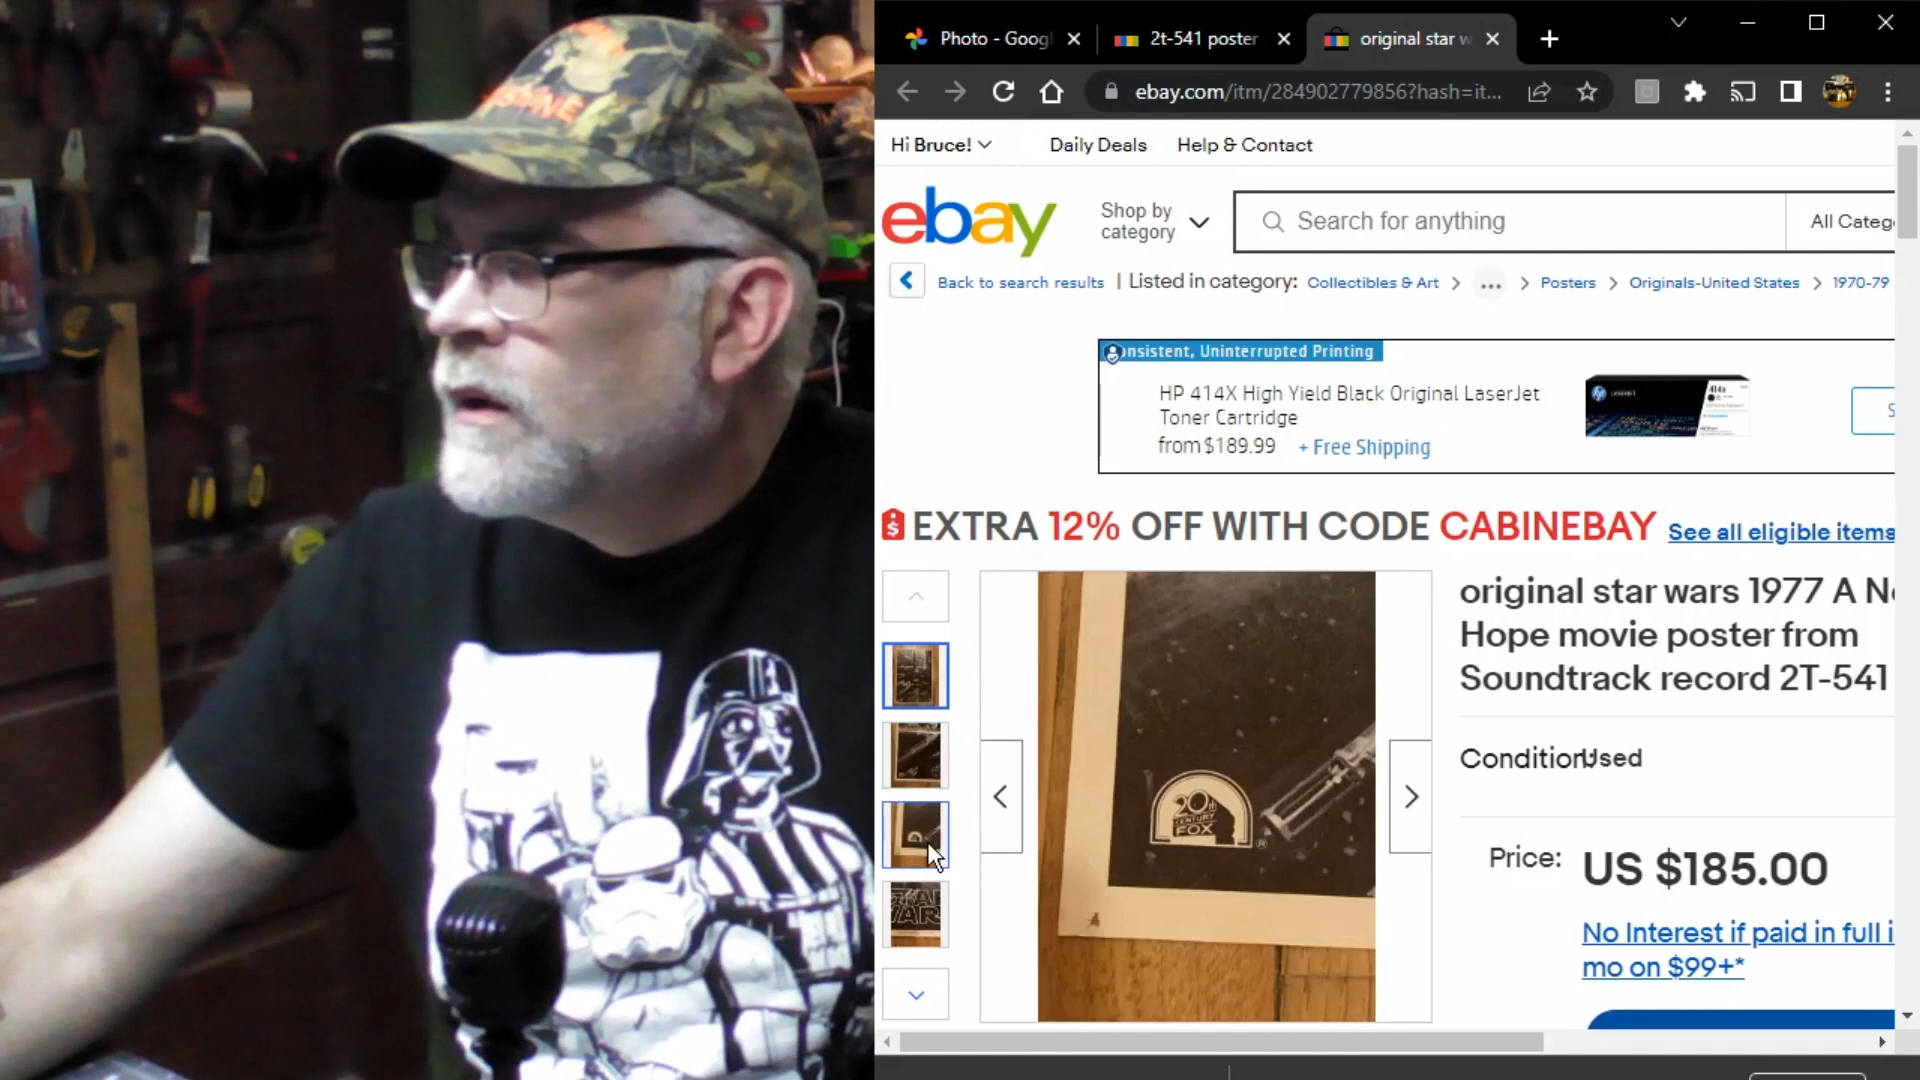 Photo - Googl
2t-541 poster
original star w
ebay.com/itm/284902779856?hash=it...
Hi Bruce!
Daily Deals
Help & Contact
ebay
Shop by
category
Search for anything
All Categ
Back to search results
Listed in category:
Collectibles & Art
...
Posters
Originals-United States
1970-79
nsistent, Uninterrupted Printing
HP 414X High Yield Black Original LaserJet
Toner Cartridge
from $189.99 + Free Shipping
EXTRA 12% OFF WITH CODE CABINEBAY See all eligible items
original star wars 1977 A N
Hope movie poster from
Soundtrack record 2T-541
Condition:
Used
20th
CENTURY
FOX
®
STAR
WARS
Price:
US $185.00
No Interest if paid in full i
mo on $99+*